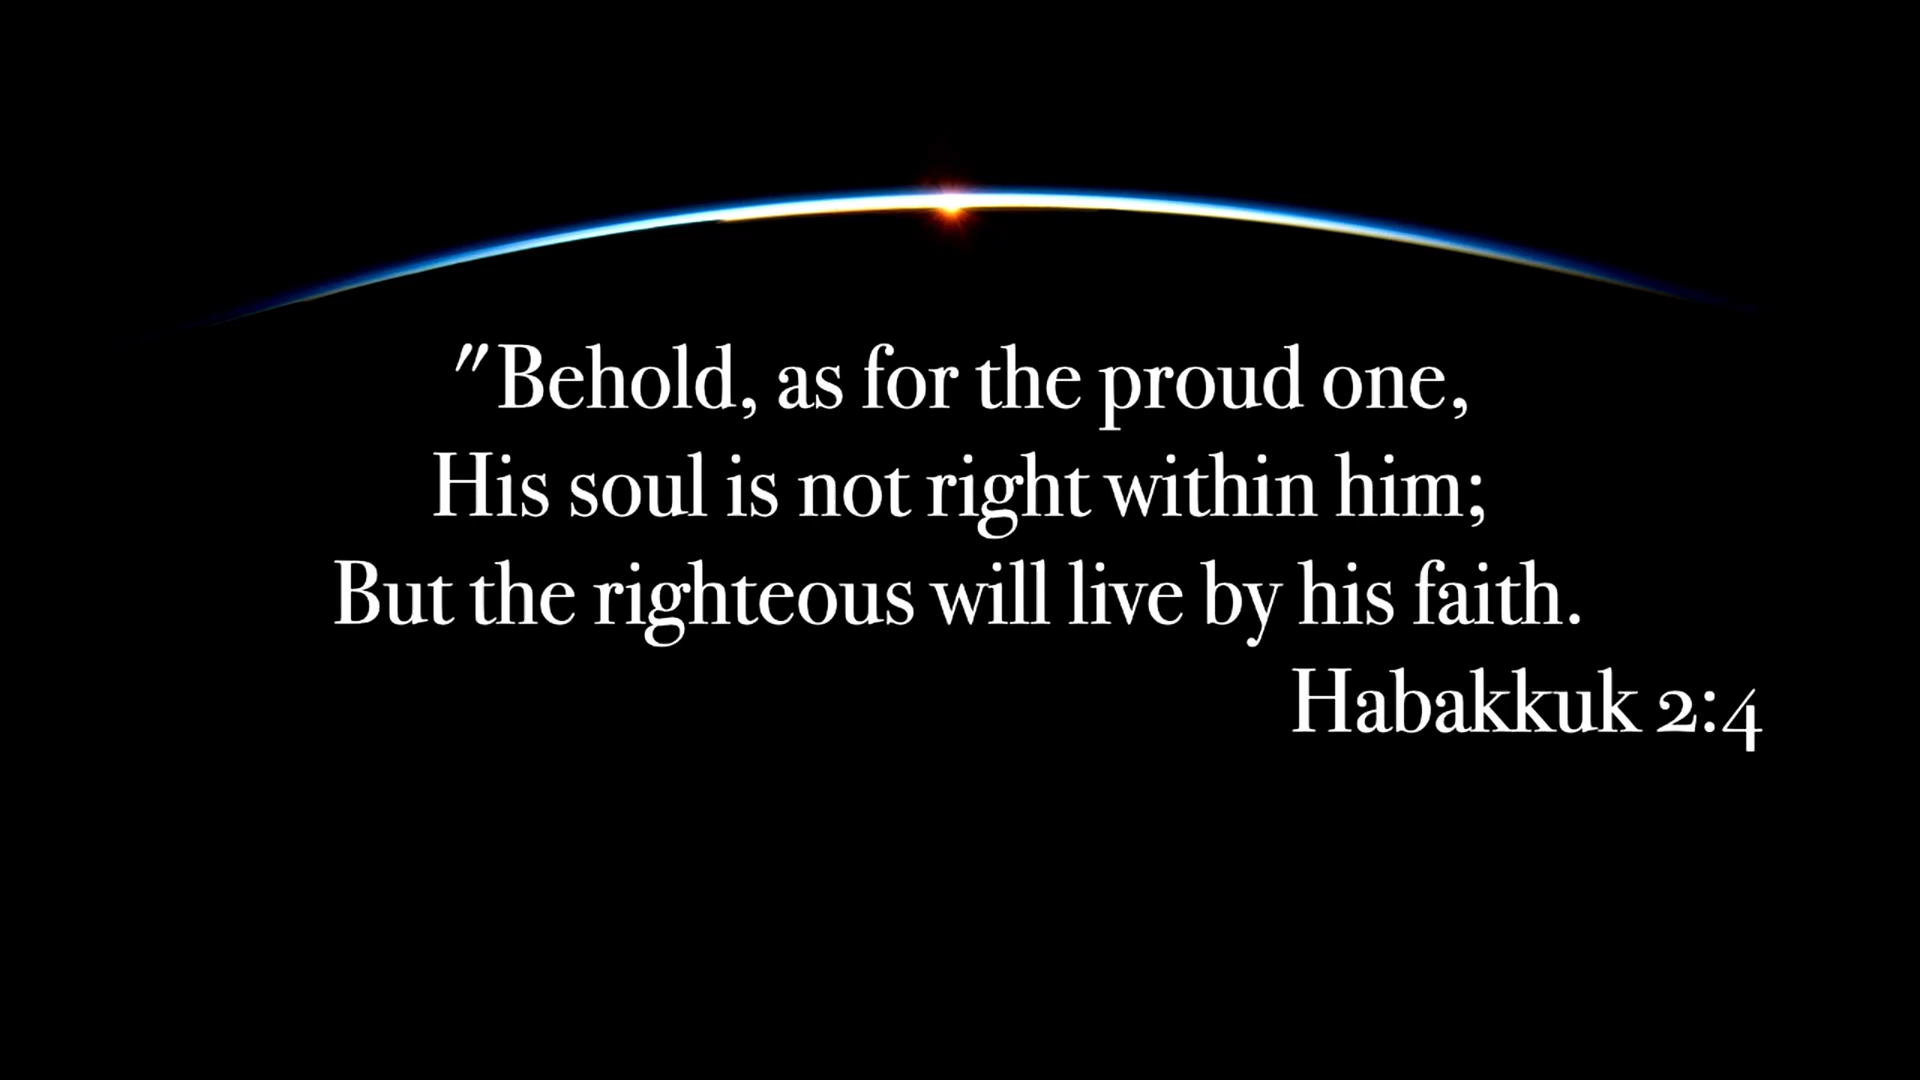 "Behold, as for the proud one,
His soul is not right within him;
But the righteous will live by his faith.
Habakkuk 2:4